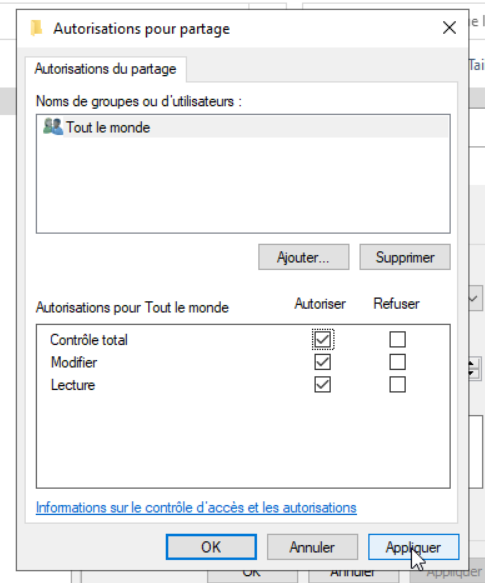 Autorisations pour partage
Autorisations du partage
Noms de groupes ou d'utilisateurs :
Tout le monde
Ajouter...
Supprimer
Autorisations pour Tout le monde
Autoriser
Refuser
Contrôle total
Modifier
Lecture
Informations sur le contrôle d'accès et les autorisations
OK
Annuler
Appliquer
OK
Annuler
Appliquer